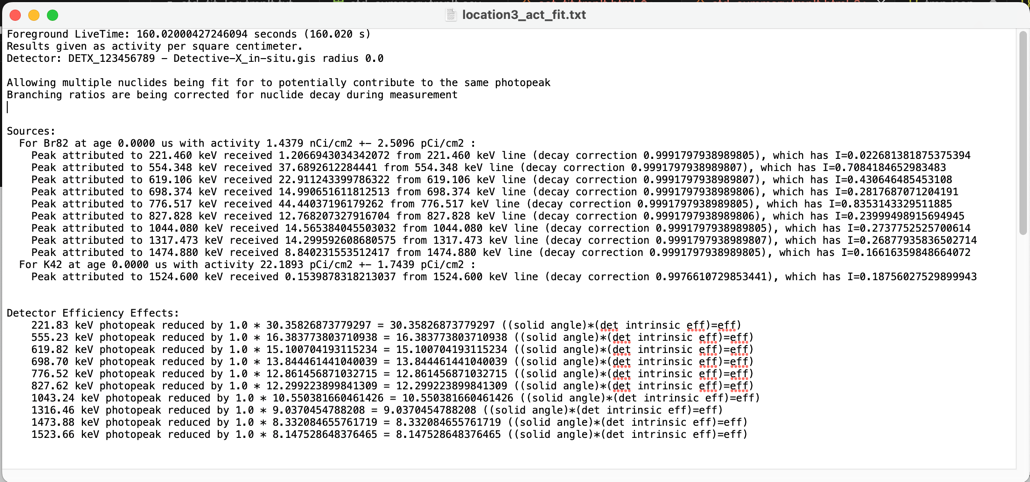 location3_act_fit.txt
Foreground LiveTime: 160.02000427246094 seconds (160.020 s)
Results given as activity per square centimeter.
Detector: DETX_123456789 - Detective-X_in-situ.gis radius 0.0
Allowing multiple nuclides being fit for to potentially contribute to the same photopeak
Branching ratios are being corrected for nuclide decay during measurement
Sources:
For Br82 at age 0.0000 us with activity 1.4379 nCi/cm2 +- 2.5096 pCi/cm2 :
Peak attributed to 221.460 keV received 1.2066943034342072 from 221.460 keV line (decay correction 0.9991797938989805), which has I=0.022681381875375394
Peak attributed to 554.348 keV received 37.6892612284441 from 554.348 keV line (decay correction 0.9991797938989807), which has I=0.7084184652983483
Peak attributed to 619.106 keV received 22.911243399786322 from 619.106 keV line (decay correction 0.9991797938989807), which has I=0.430646485453108
Peak attributed to 698.374 keV received 14.990651611812513 from 698.374 keV line (decay correction 0.9991797938989806), which has I=0.2817687071204191
Peak attributed to 776.517 keV received 44.44037196179262 from 776.517 keV line (decay correction 0.9991797938989805), which has I=0.8353143329511885
Peak attributed to 827.828 keV received 12.768207327916704 from 827.828 keV line (decay correction 0.9991797938989806), which has I=0.23999498915694945
Peak attributed to 1044.080 keV received 14.565384045503032 from 1044.080 keV line (decay correction 0.9991797938989805), which has I=0.2737752525700614
Peak attributed to 1317.473 keV received 14.299592608680575 from 1317.473 keV line (decay correction 0.9991797938989807), which has I=0.26877935836502714
Peak attributed to 1474.880 keV received 8.840231553512417 from 1474.880 keV line (decay correction 0.9991797938989805), which has I=0.16616359848664072
For K42 at age 0.0000 us with activity 22.1893 pCi/cm2 +- 1.7439 pCi/cm2 :
Peak attributed to 1524.600 keV received 0.1539878318213037 from 1524.600 keV line (decay correction 0.9976610729853441), which has I=0.18756027529899943
Detector Efficiency Effects:
221.83 keV photopeak reduced by 1.0 * 30.35826873779297 = 30.35826873779297 ((solid angle)*(det intrinsic eff)=eff)
555.23 keV photopeak reduced by 1.0 * 16.383773803710938 = 16.383773803710938 ((solid angle)*(det intrinsic eff)=eff)
619.82 keV photopeak reduced by 1.0 * 15.100704193115234 = 15.100704193115234 ((solid angle)*(det intrinsic eff)=eff)
698.70 keV photopeak reduced by 1.0 * 13.844461441040039 = 13.844461441040039 ((solid angle)*(det intrinsic eff)=eff)
776.52 keV photopeak reduced by 1.0 * 12.861456871032715 = 12.861456871032715 ((solid angle)*(det intrinsic eff)=eff)
827.62 keV photopeak reduced by 1.0 * 12.299223899841309 = 12.299223899841309 ((solid angle)*(det intrinsic eff)=eff)
1043.24 keV photopeak reduced by 1.0 * 10.550381660461426 = 10.550381660461426 ((solid angle)*(det intrinsic eff)=eff)
1316.46 keV photopeak reduced by 1.0 * 9.0370454788208 = 9.0370454788208 ((solid angle)*(det intrinsic eff)=eff)
1473.88 keV photopeak reduced by 1.0 * 8.332084655761719 = 8.332084655761719 ((solid angle)*(det intrinsic eff)=eff)
1523.66 keV photopeak reduced by 1.0 * 8.147528648376465 = 8.147528648376465 ((solid angle)*(det intrinsic eff)=eff)